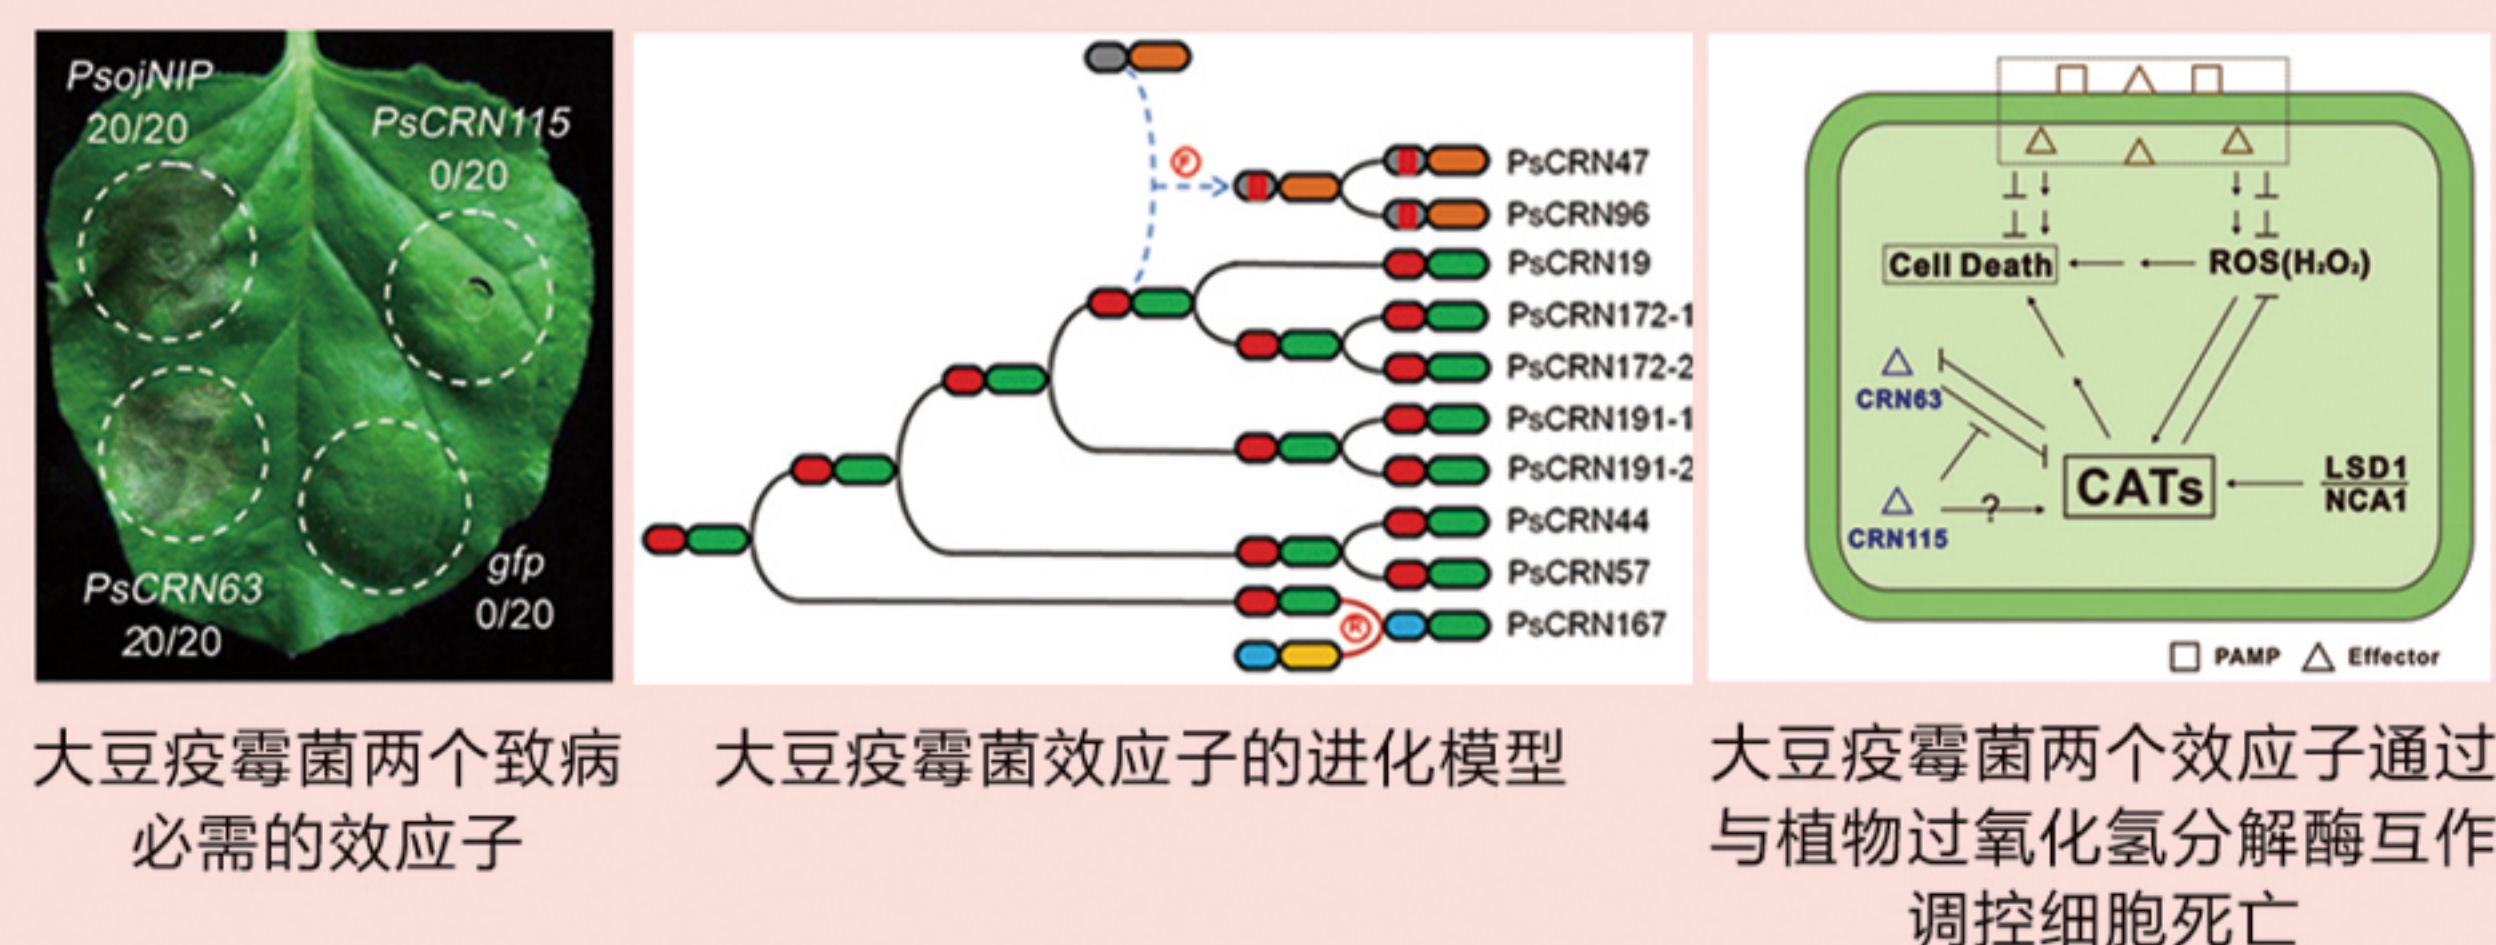 PsojNIP
20/20
PsCRN115
0/20
PsCRN63
20/20
gfp
0/20
大豆疫霉菌两个致病
必需的效应子
PsCRN47
PsCRN96
PsCRN19
PsCRN172-1
PsCRN172-2
PsCRN191-1
PsCRN191-2
PsCRN44
PsCRN57
R
PsCRN167
大豆疫霉菌效应子的进化模型
Cell Death
ROS(H₂O₂)
CRN63
CATs
LSD1
NCA1
?
CRN115
PAMP
Effector
大豆疫霉菌两个效应子通过
与植物过氧化氢分解酶互作
调控细胞死亡